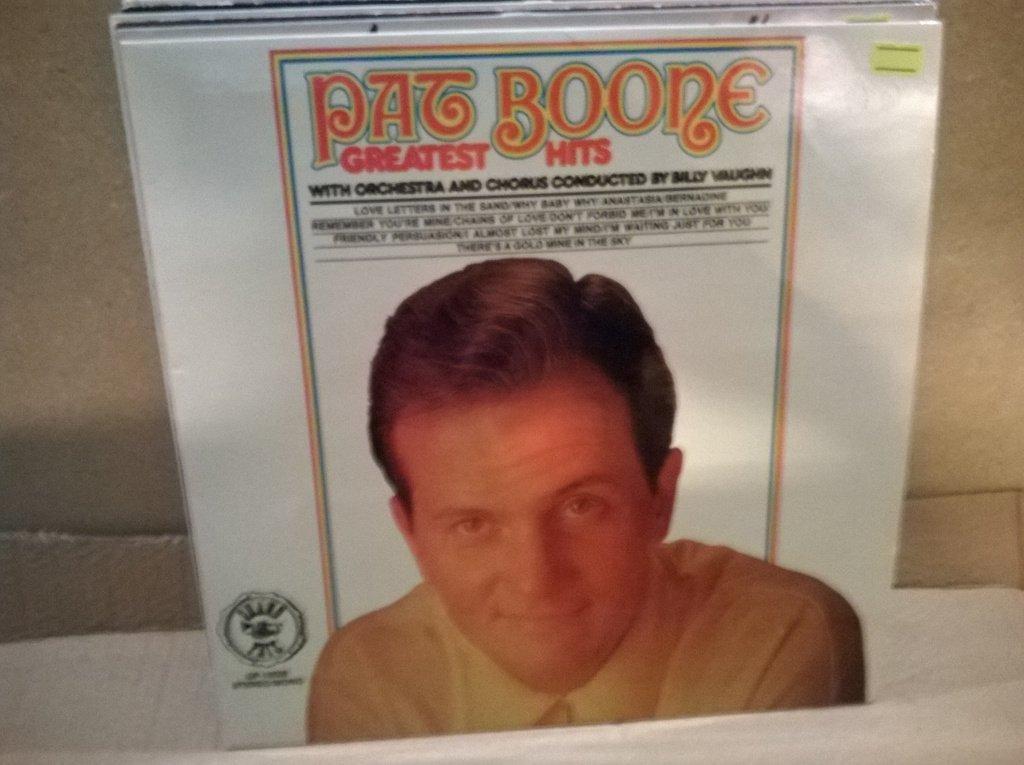 PAT BOONE
GREATEST HITS
WITH ORCHESTRA AND CHORUS CONDUCTED BY BILLY VAUGHN
LOVE LETTERS IN THE SAND/WHY BABY WHY/ANASTASIA/BERNADINE
REMEMBER YOU'RE MINE/CHAINS OF LOVE/DON'T FORBID ME/I'M IN LOVE WITH YOU
FRIENDLY PERSUASION/I ALMOST LOST MY MIND/I'M WAITING JUST FOR YOU
THERE'S A GOLD MINE IN THE SKY
STEREO/MONO